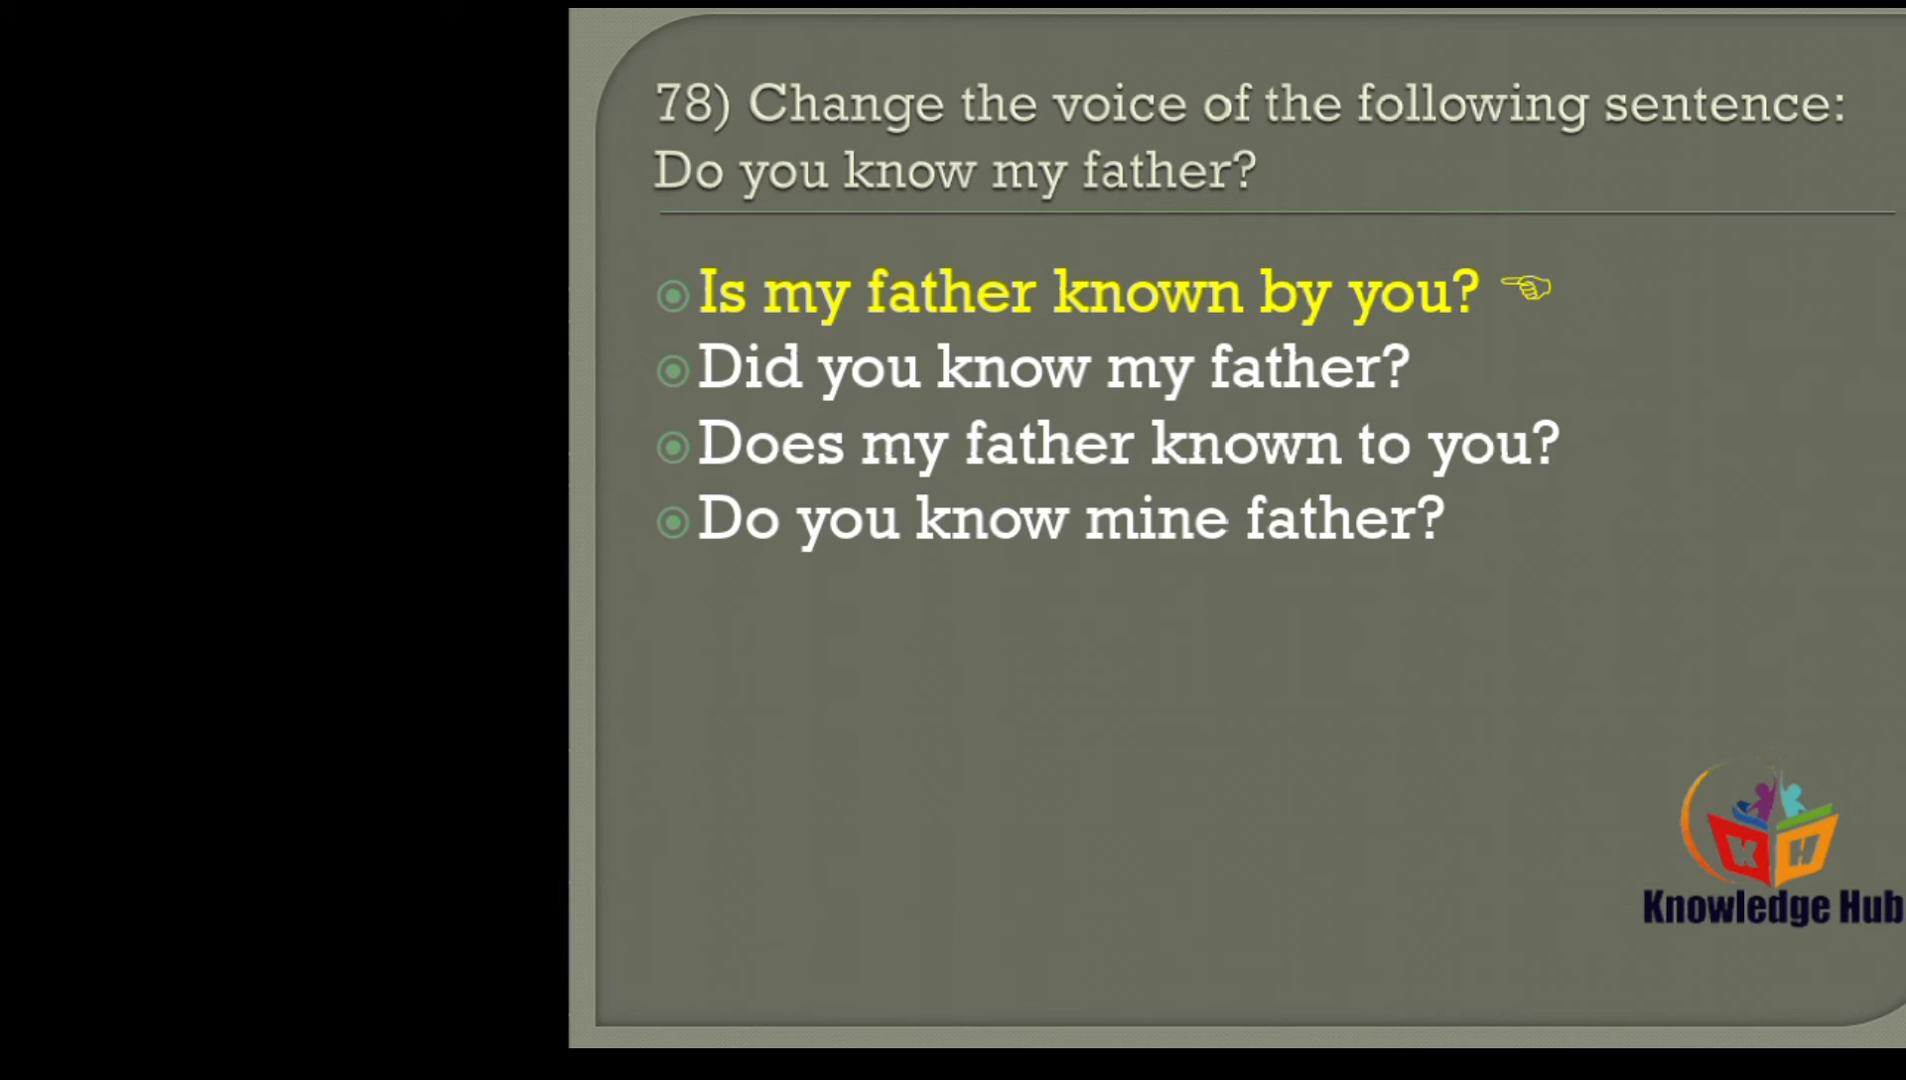 78) Change the voice of the following sentence:
Do you know my father?
Is my father known by you?
Did you know my father?
Does my father known to you?
Do you know mine father?
K H
Knowledge Hub